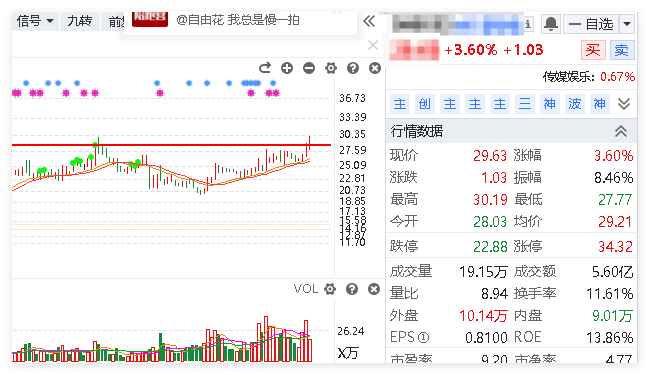 信号 九转
@自由花 我总是慢一拍
自选
+3.60% +1.03 买 卖
传媒娱乐: 0.67%
主 创 主 主 主 三 神 波 神
行情数据
现价 29.63 涨幅 3.60%
涨跌 1.03 振幅 8.46%
最高 30.19 最低 27.77
今开 28.03 均价 29.21
跌停 22.88 涨停 34.32
成交量 19.15万 成交额 5.60亿
量比 8.94 换手率 11.61%
外盘 10.14万 内盘 9.01万
EPS① 0.8100 ROE 13.86%
市盈率 9.20 市净率 4.77
36.73
33.39
30.35
27.59
25.09
22.81
20.73
18.85
17.13
15.58
14.16
12.87
11.70
VOL
26.24
X万